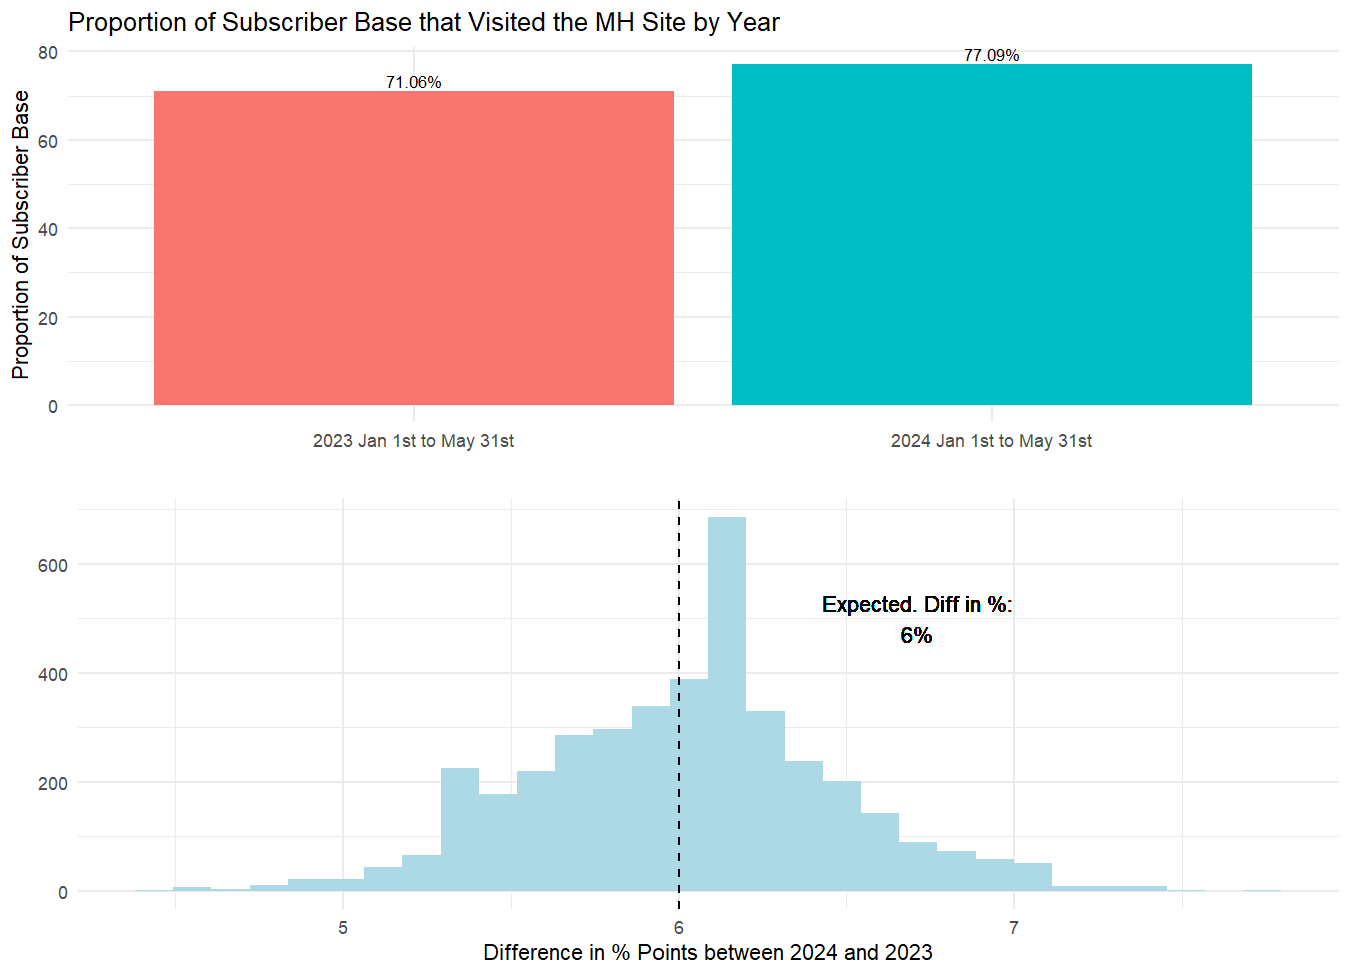 Proportion of Subscriber Base that Visited the MH Site by Year
Proportion of Subscriber Base
80
60
40
20
0
71.06%
77.09%
2023 Jan 1st to May 31st
2024 Jan 1st to May 31st
600
400
200
0
Expected. Diff in %:
6%
5
6
7
Difference in % Points between 2024 and 2023